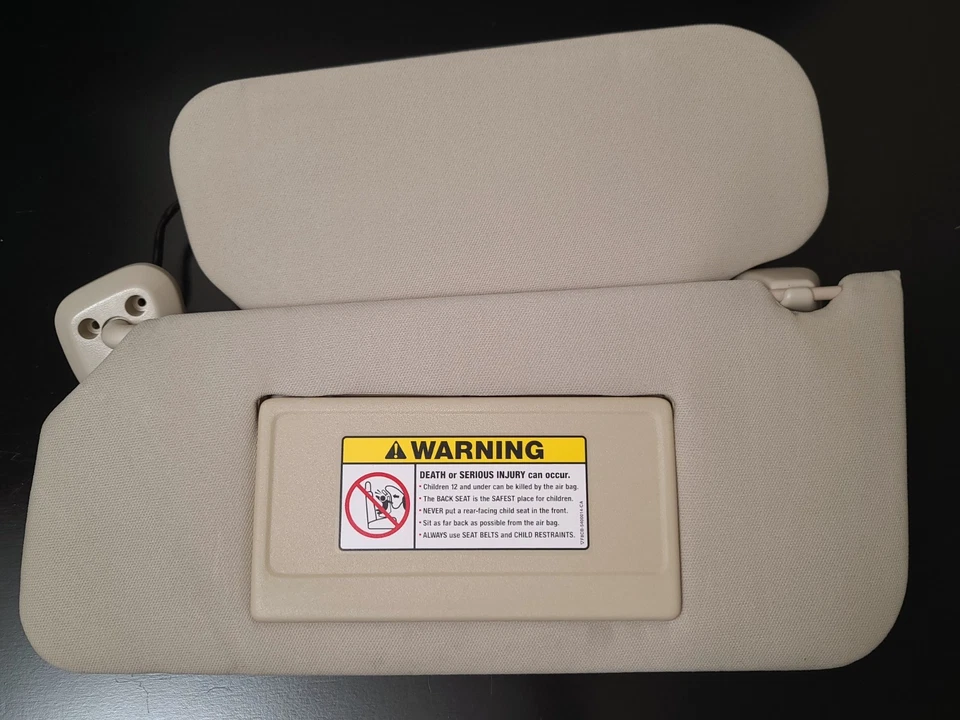 WARNING
DEATH or SERIOUS INJURY can occur.
• Children 12 and under can be killed by the air bag.
• The BACK SEAT is the SAFEST place for children.
• NEVER put a rear-facing child seat in the front.
• Sit as far back as possible from the air bag.
• ALWAYS use SEAT BELTS and CHILD RESTRAINTS.